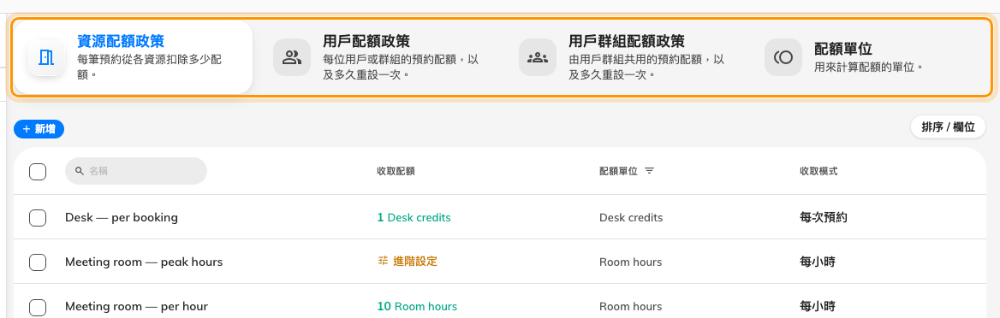 資源配額政策
每筆預約從各資源扣除多少配
額。
用戶配額政策
每位用戶或群組的預約配額，以
及多久重設一次。
用戶群組配額政策
由用戶群組共用的預約配額，以
及多久重設一次。
配額單位
用來計算配額的單位。
+ 新增
排序 / 欄位
名稱
收取配額
配額單位
收取模式
Desk — per booking
1 Desk credits
Desk credits
每次預約
Meeting room — peak hours
進階設定
Room hours
每小時
Meeting room — per hour
10 Room hours
Room hours
每小時